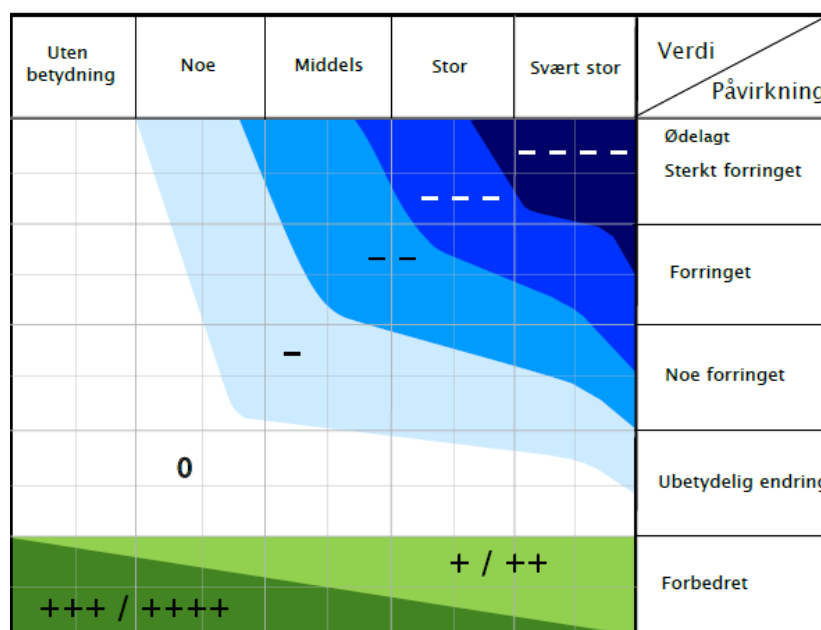 Uten
betydning
Noe
Middels
Stor
Svært stor
Verdi
Påvirkning
Ødelagt
– – – –
Sterkt forringet
– – –
– –
Forringet
–
Noe forringet
0
Ubetydelig endring
+ / ++
Forbedret
+++ / ++++